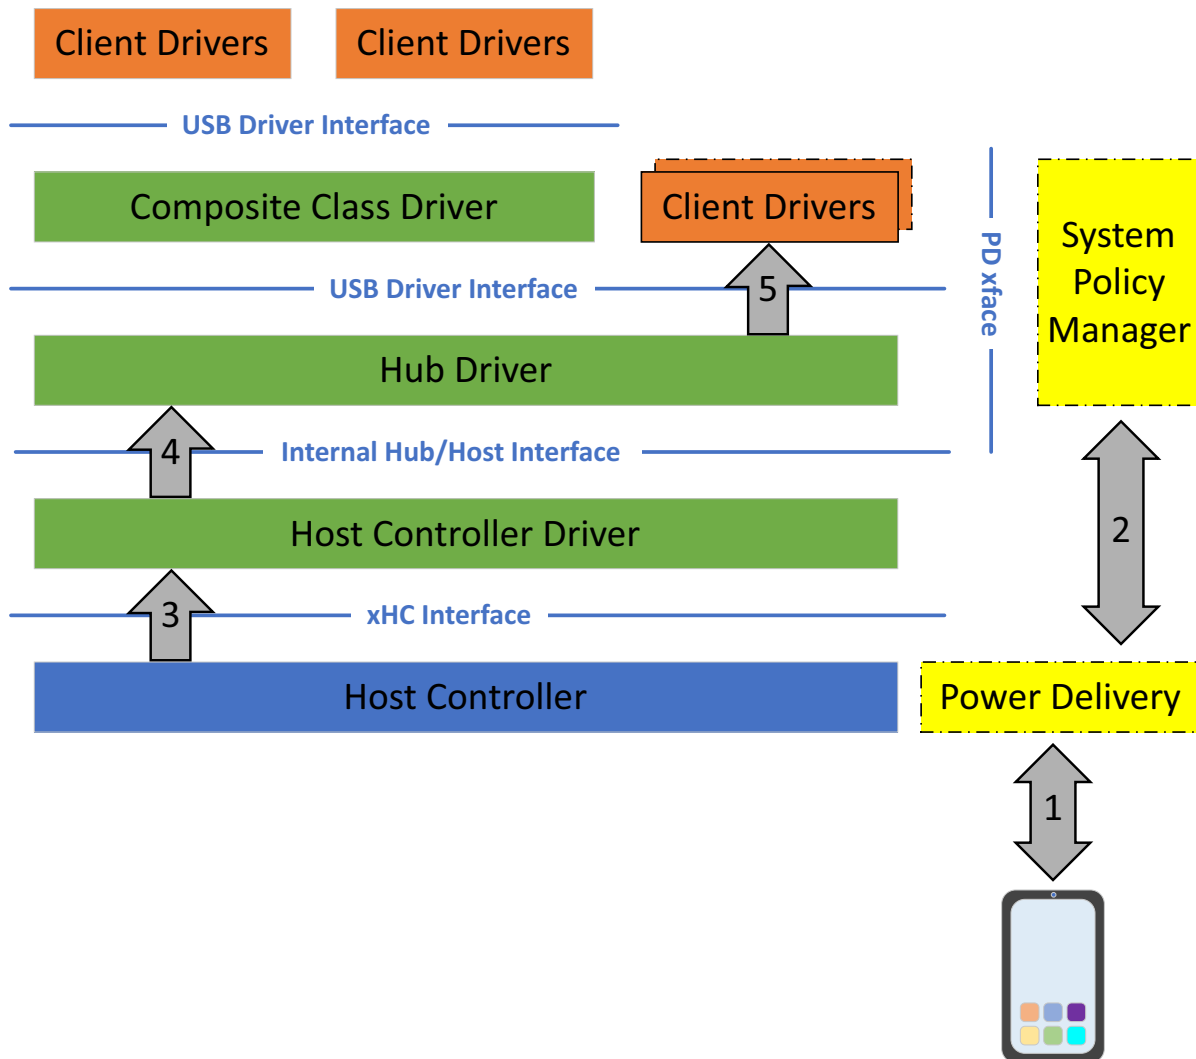 Client Drivers
Client Drivers
USB Driver Interface
Composite Class Driver
Client Drivers
System
Policy
Manager
PD xface
USB Driver Interface
5
Hub Driver
4
Internal Hub/Host Interface
Host Controller Driver
2
3
xHC Interface
Host Controller
Power Delivery
1